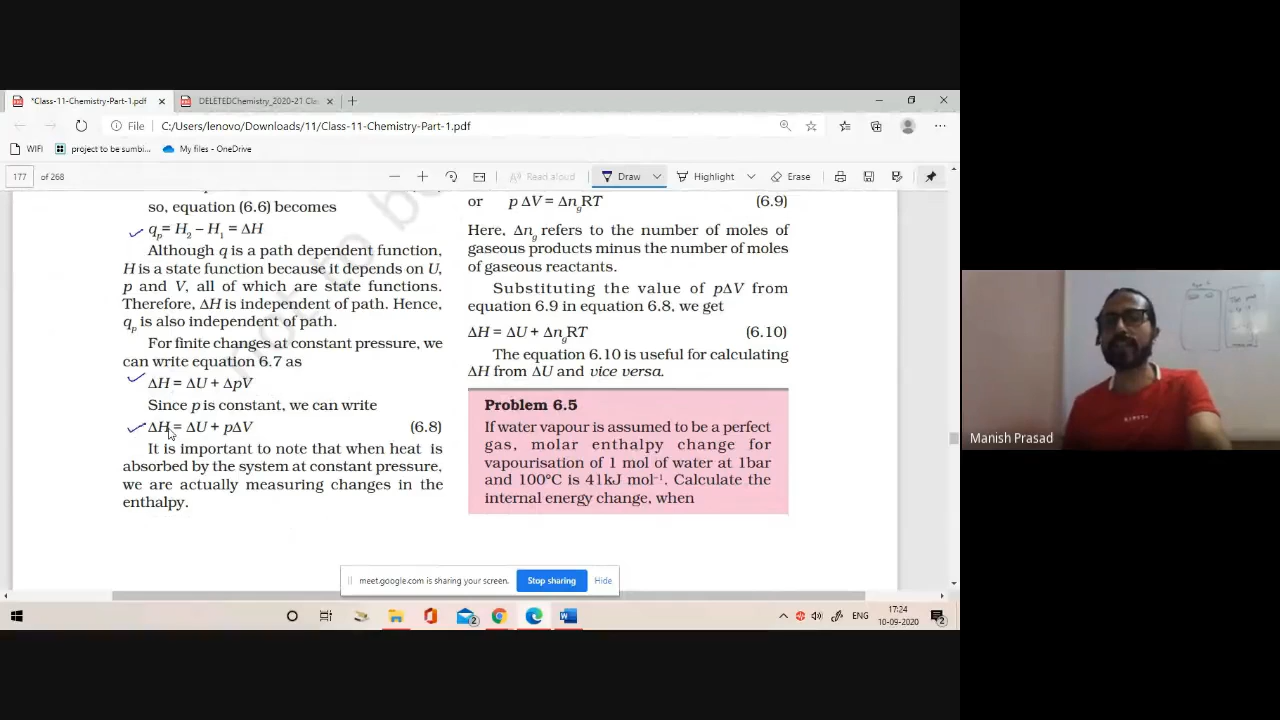 *Class-11-Chemistry-Part-1.pdf
DELETEDChemistry_2020-21 Clas
File
C:/Users/lenovo/Downloads/11/Class-11-Chemistry-Part-1.pdf
WIFI
project to be sumbi...
My files - OneDrive
177 of 268
Read aloud
Draw
Highlight
Erase
so, equation (6.6) becomes
qp= H2 – H1 = ΔH
Although q is a path dependent function,
H is a state function because it depends on U,
p and V, all of which are state functions.
Therefore, ΔH is independent of path. Hence,
qp is also independent of path.
For finite changes at constant pressure, we
can write equation 6.7 as
ΔH = ΔU + ΔpV
Since p is constant, we can write
ΔH = ΔU + pΔV (6.8)
It is important to note that when heat is
absorbed by the system at constant pressure,
we are actually measuring changes in the
enthalpy.
not to be
or p ΔV = ΔngRT (6.9)
Here, Δng refers to the number of moles of
gaseous products minus the number of moles
of gaseous reactants.
Substituting the value of pΔV from
equation 6.9 in equation 6.8, we get
ΔH = ΔU + ΔngRT (6.10)
The equation 6.10 is useful for calculating
ΔH from ΔU and vice versa.
Problem 6.5
If water vapour is assumed to be a perfect
gas, molar enthalpy change for
vapourisation of 1 mol of water at 1bar
and 100°C is 41kJ mol–1. Calculate the
internal energy change, when
Manish Prasad
meet.google.com is sharing your screen.
Stop sharing
Hide
2
ENG
17:24
10-09-2020
2